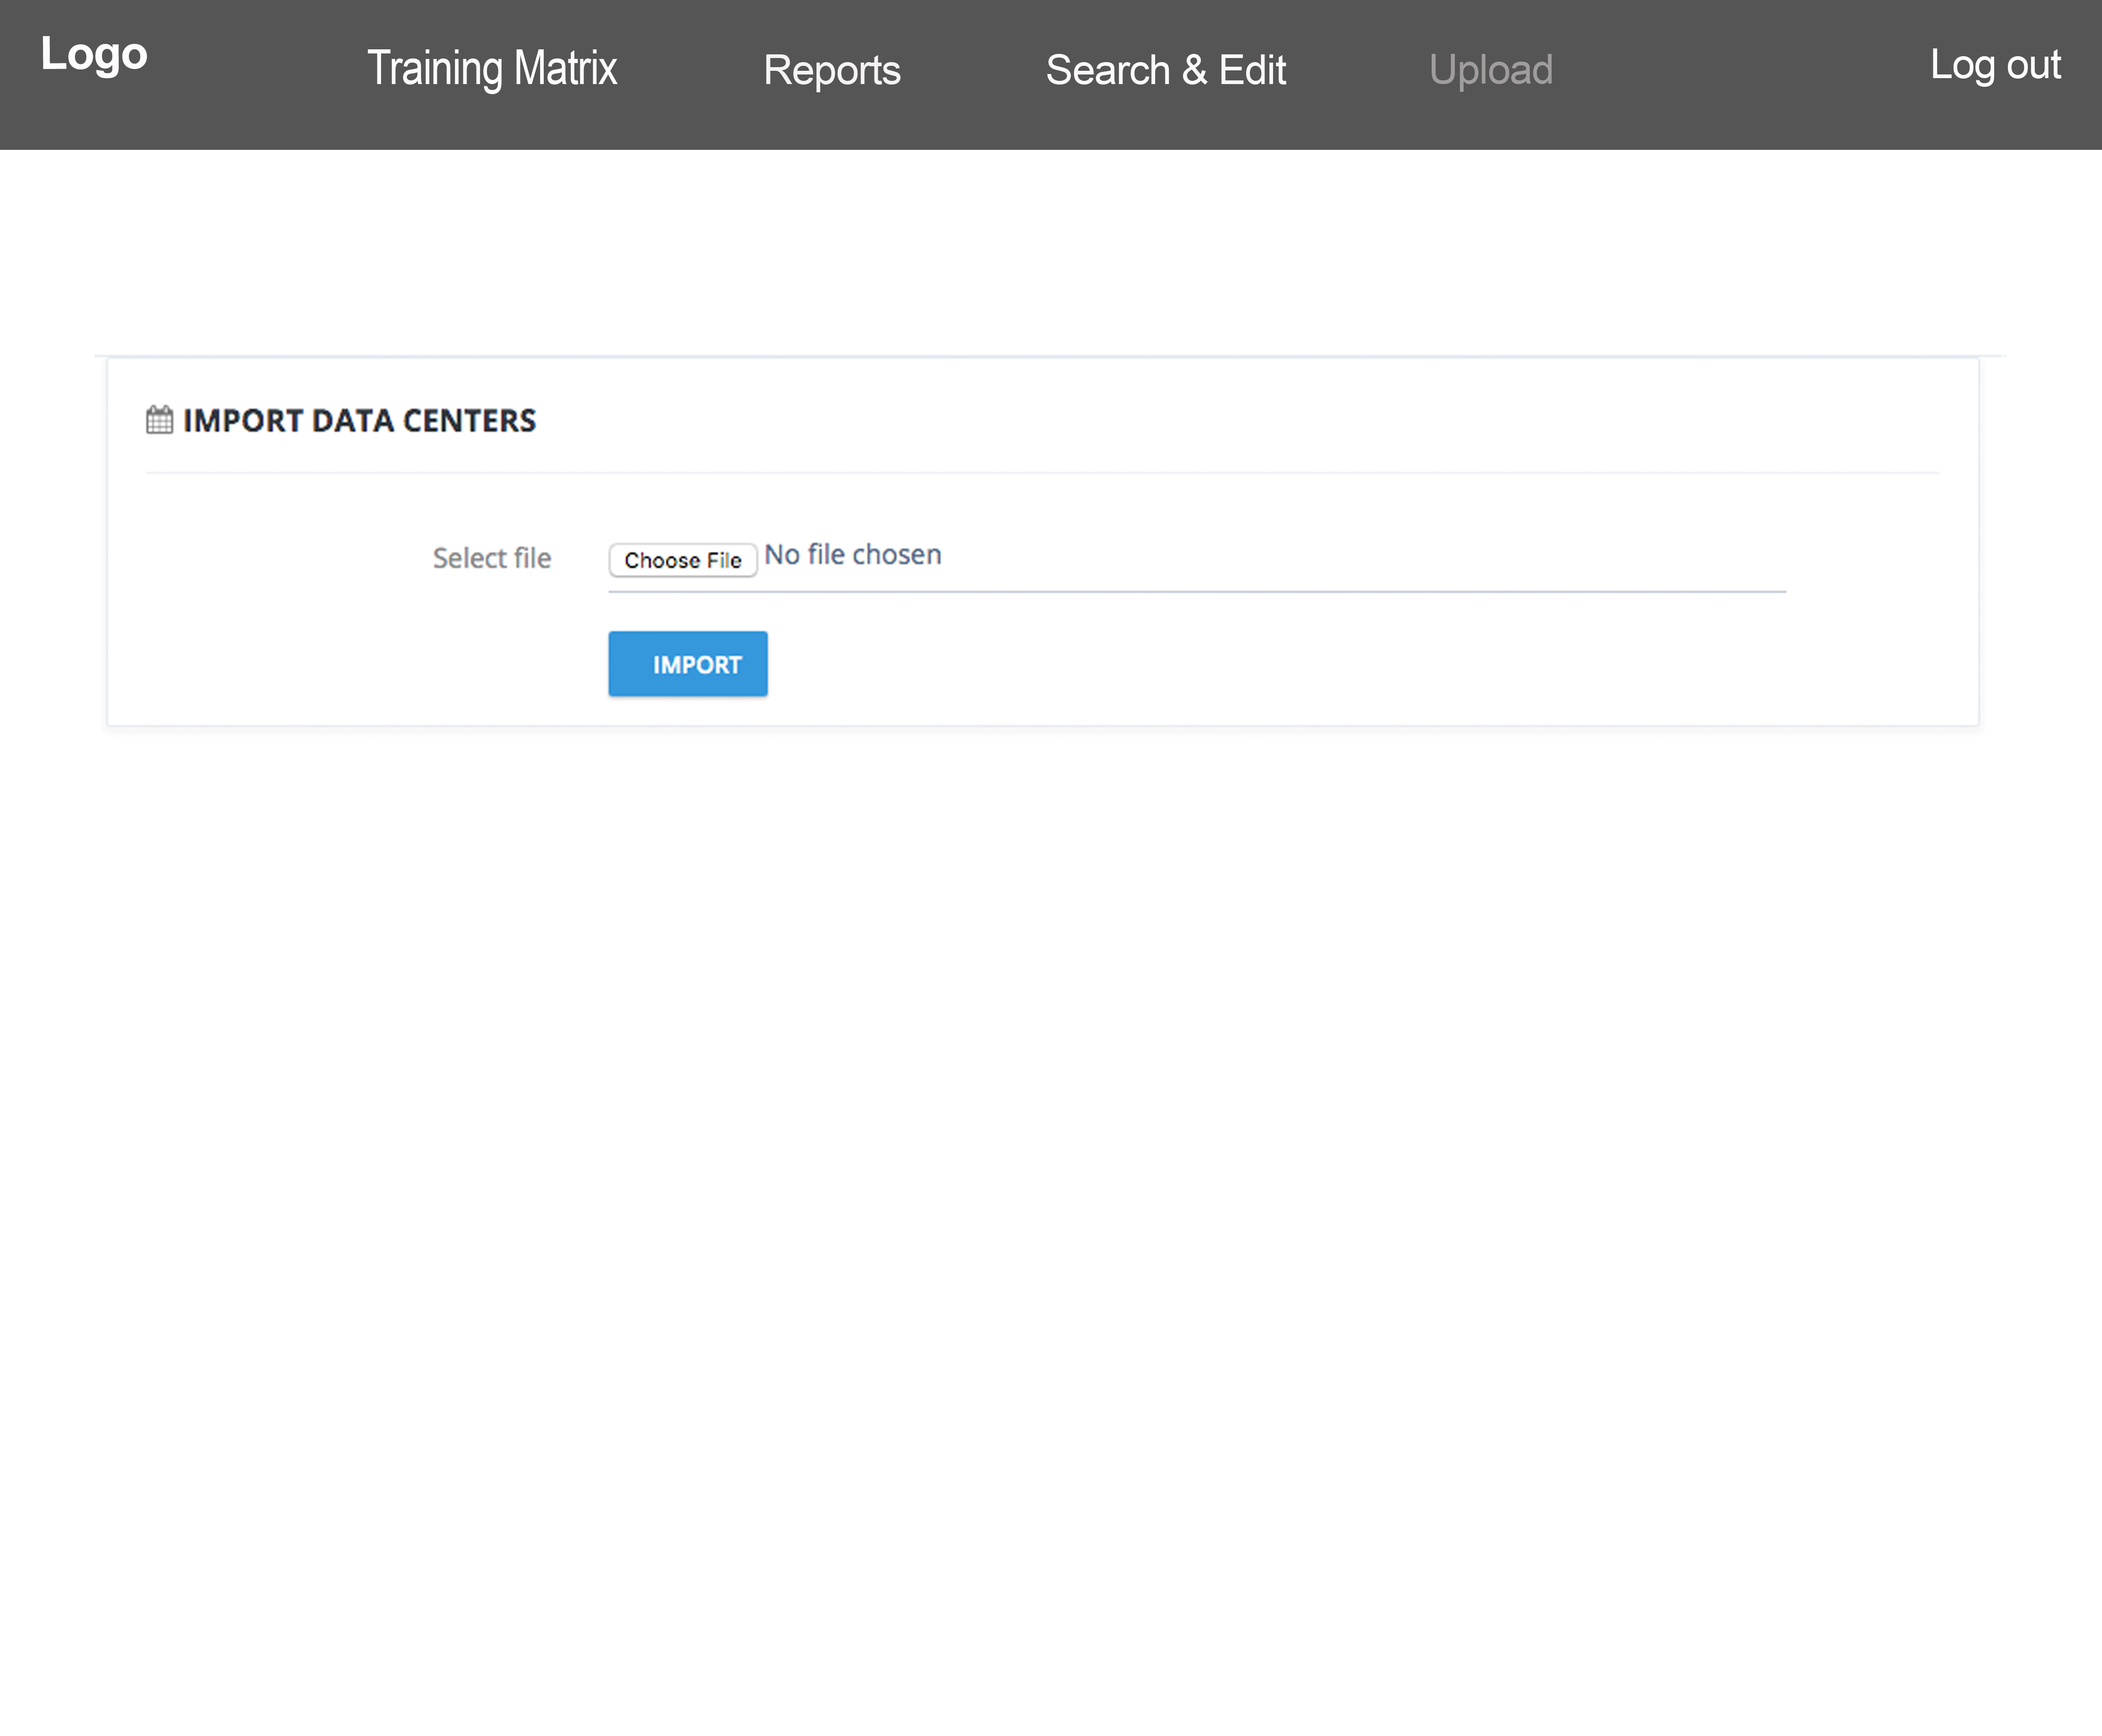 Logo
Training Matrix
Reports
Search & Edit
Upload
Log out
IMPORT DATA CENTERS
Select file
Choose File No file chosen
IMPORT